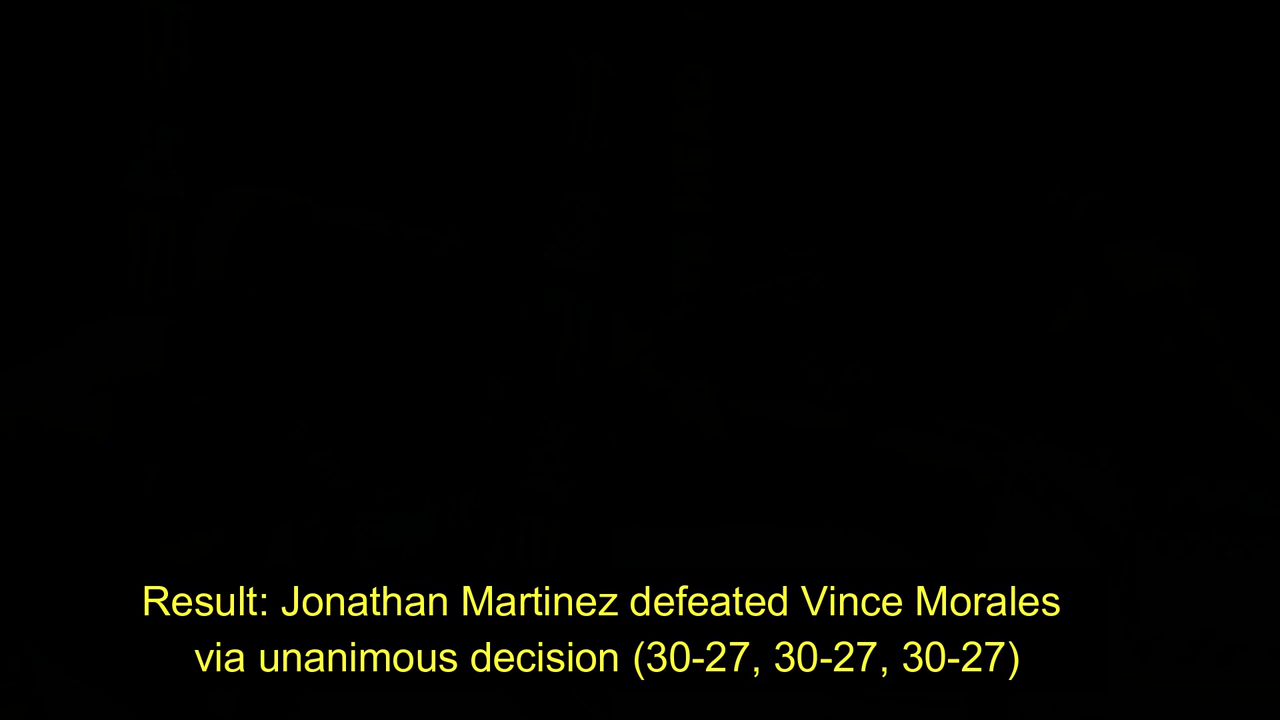 Result: Jonathan Martinez defeated Vince Morales
via unanimous decision (30-27, 30-27, 30-27)